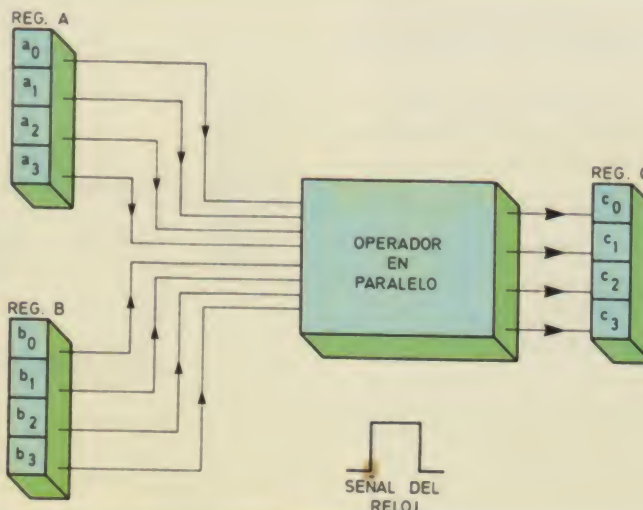 REG. A
a0
a1
a2
a3
REG. B
b0
b1
b2
b3
OPERADOR
EN
PARALELO
REG. C
c0
c1
c2
c3
SEÑAL DEL
RELOJ